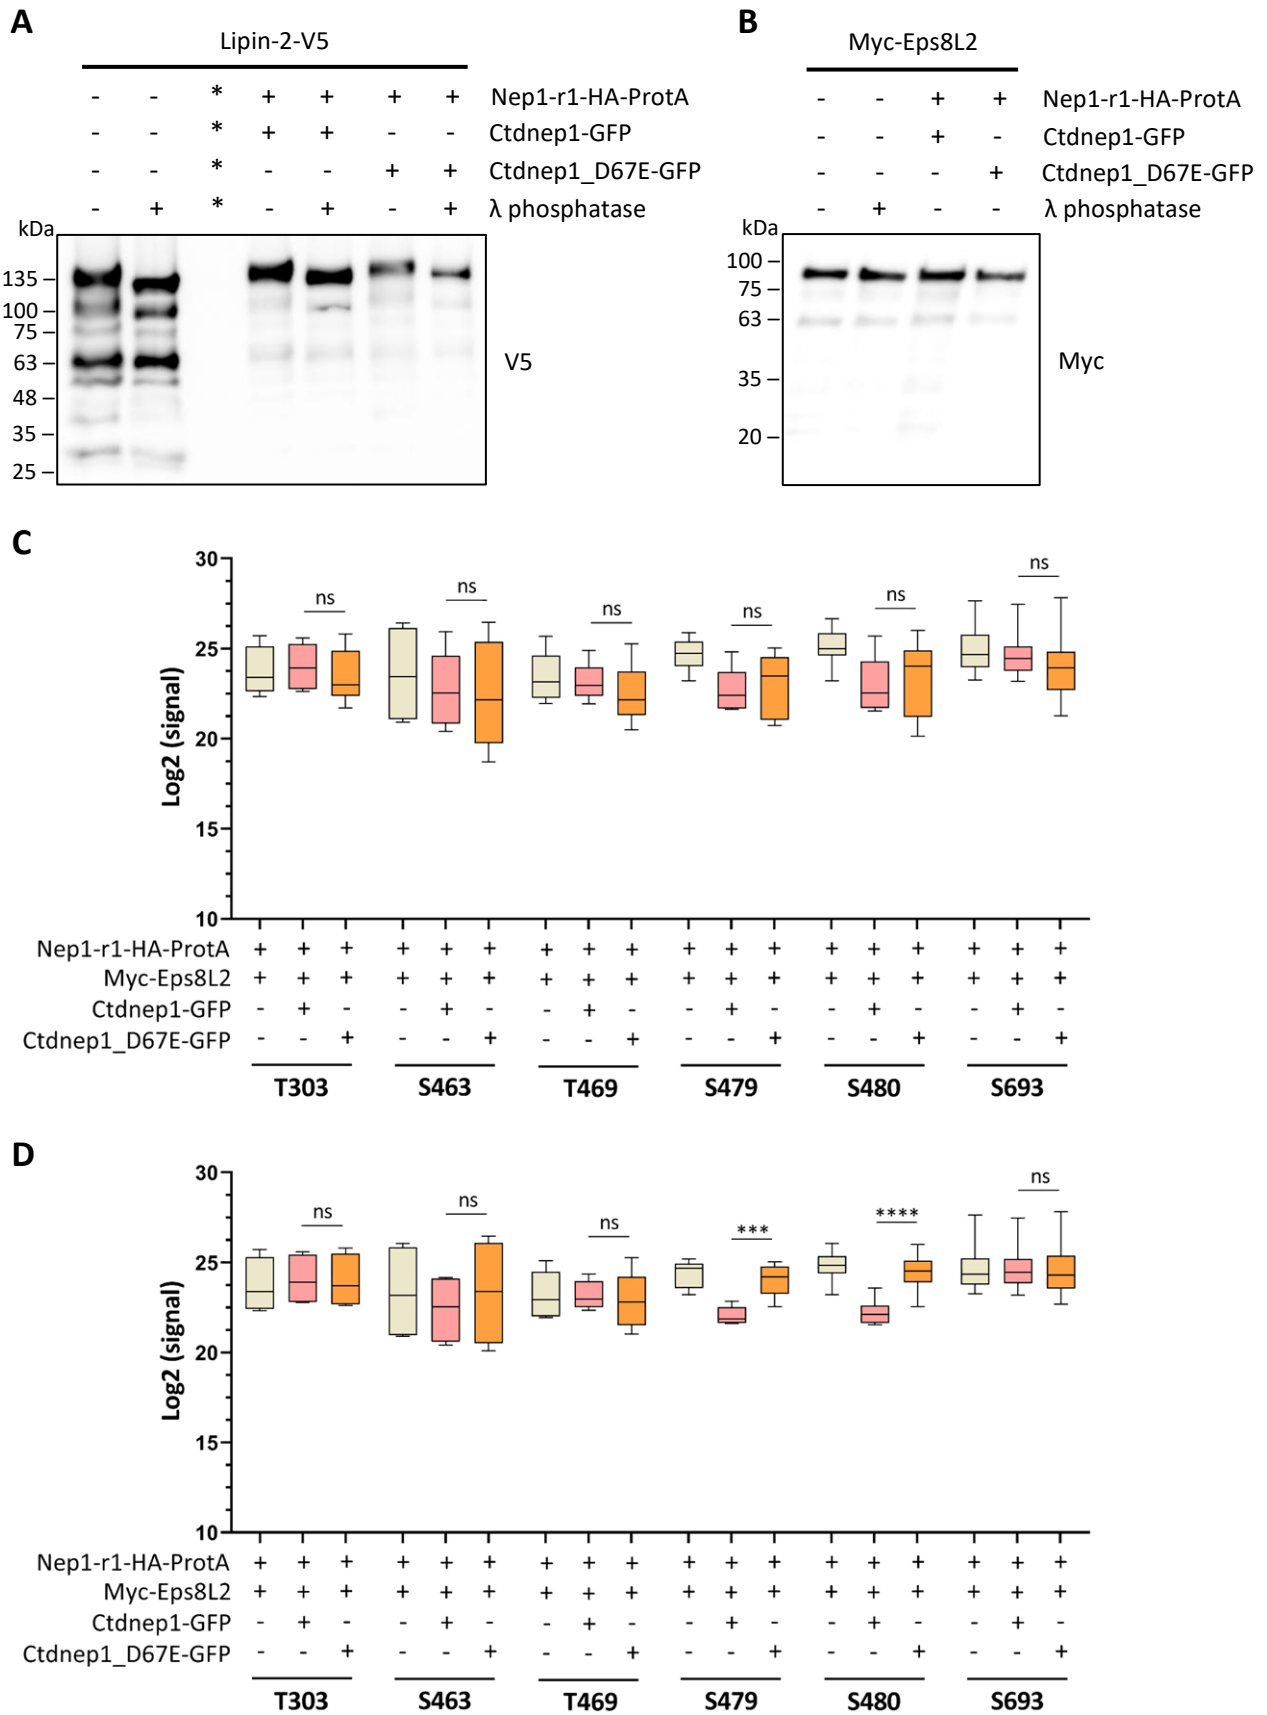 A
Lipin-2-V5
- - * + + + + Nep1-r1-HA-ProtA
- - * + + - - Ctdnep1-GFP
- - * - - + + Ctdnep1_D67E-GFP
- + * - + - + λ phosphatase
kDa
135
100
75
63
48
35
25
V5
B
Myc-Eps8L2
- - + + Nep1-r1-HA-ProtA
- - + - Ctdnep1-GFP
- - - + Ctdnep1_D67E-GFP
- + - - λ phosphatase
kDa
100
75
63
35
20
Myc
C
Log2 (signal)
30
25
20
15
10
ns ns ns ns ns ns
Nep1-r1-HA-ProtA + + + + + + + + + + + + + + + + + +
Myc-Eps8L2 + + + + + + + + + + + + + + + + + +
Ctdnep1-GFP - + - - + - - + - - + - - + - - + -
Ctdnep1_D67E-GFP - - + - - + - - + - - + - - + - - +
T303 S463 T469 S479 S480 S693
D
Log2 (signal)
30
25
20
15
10
ns ns ns *** **** ns
Nep1-r1-HA-ProtA + + + + + + + + + + + + + + + + + +
Myc-Eps8L2 + + + + + + + + + + + + + + + + + +
Ctdnep1-GFP - + - - + - - + - - + - - + - - + -
Ctdnep1_D67E-GFP - - + - - + - - + - - + - - + - - +
T303 S463 T469 S479 S480 S693